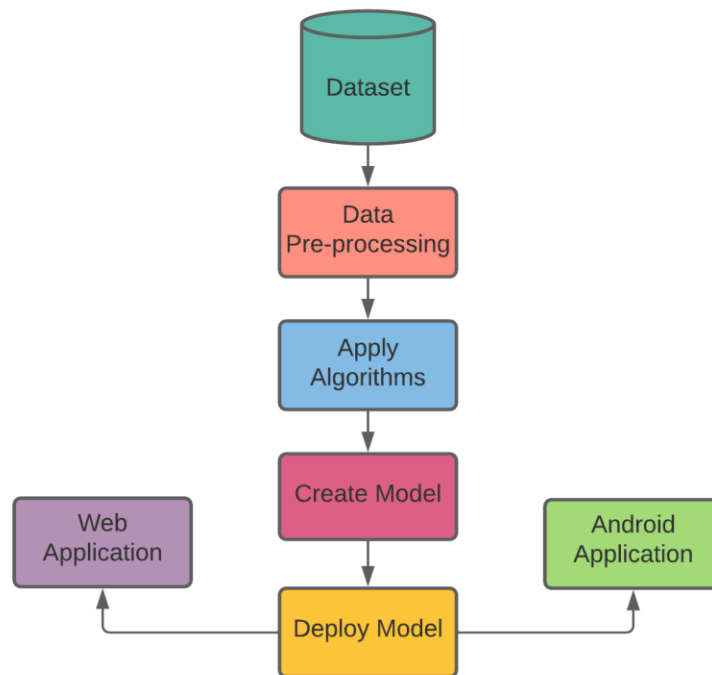 Dataset
Data
Pre-processing
Apply
Algorithms
Create Model
Web
Application
Android
Application
Deploy Model